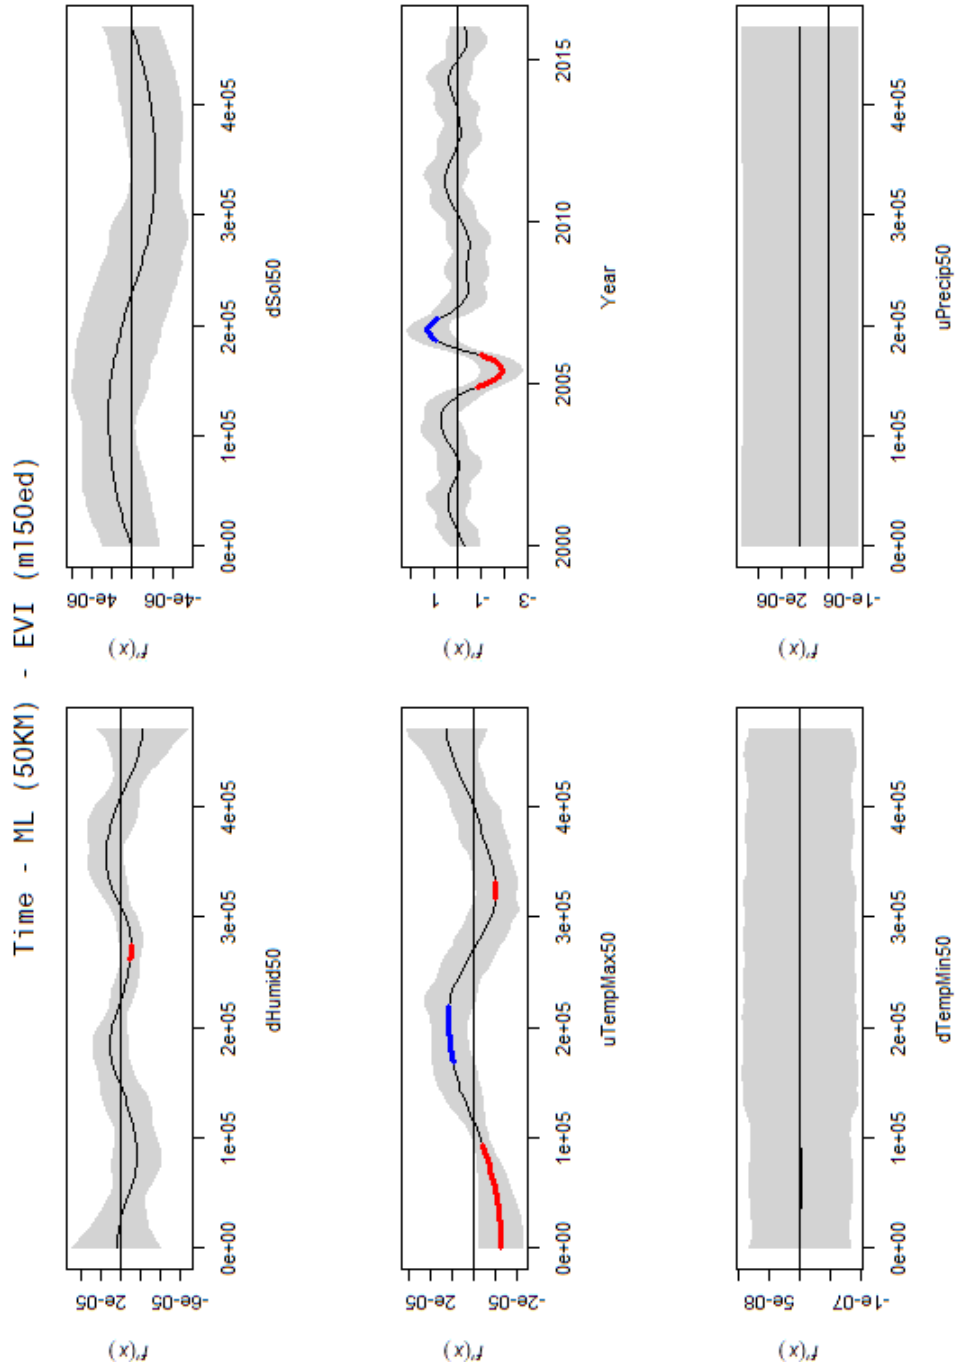 Time - ML (50KM) - EVI (ml50ed)
f'(x)
-6e-05 2e-05
0e+00 1e+05 2e+05 3e+05 4e+05
dHumid50
f'(x)
-4e-06 4e-06
0e+00 1e+05 2e+05 3e+05 4e+05
dSol50
f'(x)
-2e-05 2e-05
0e+00 1e+05 2e+05 3e+05 4e+05
uTempMax50
f'(x)
-3 -1 1
2000 2005 2010 2015
Year
f'(x)
-1e-07 5e-08
0e+00 1e+05 2e+05 3e+05 4e+05
dTempMin50
f'(x)
-1e-06 2e-06
0e+00 1e+05 2e+05 3e+05 4e+05
uPrecip50